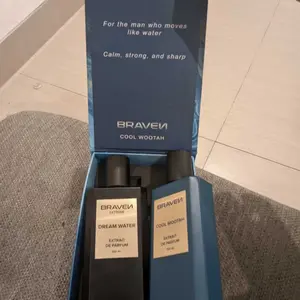 For the man who moves
like water
Calm, strong, and sharp
BRAVEN
COOL WOOTAH
BRAVEN
DREAM WATER
EXTRAIT
DE PARFUM
BRAVEN
COOL WOOTAH
EXTRAIT
DE PARFUM